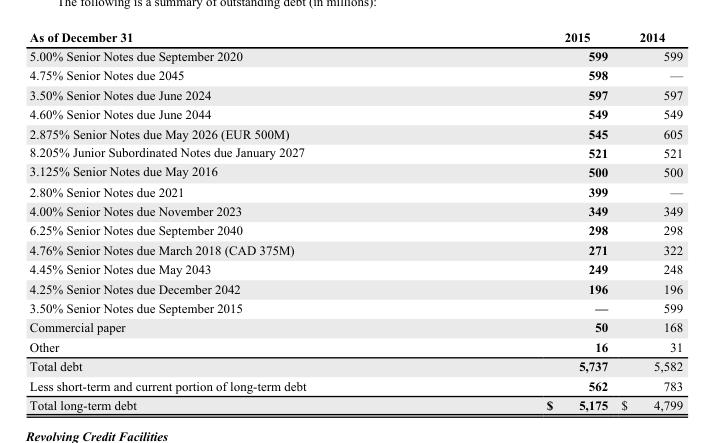 The following is a summary of outstanding debt (in millions):
As of December 31 2015 2014
5.00% Senior Notes due September 2020 599 599
4.75% Senior Notes due 2045 598 —
3.50% Senior Notes due June 2024 597 597
4.60% Senior Notes due June 2044 549 549
2.875% Senior Notes due May 2026 (EUR 500M) 545 605
8.205% Junior Subordinated Notes due January 2027 521 521
3.125% Senior Notes due May 2016 500 500
2.80% Senior Notes due 2021 399 —
4.00% Senior Notes due November 2023 349 349
6.25% Senior Notes due September 2040 298 298
4.76% Senior Notes due March 2018 (CAD 375M) 271 322
4.45% Senior Notes due May 2043 249 248
4.25% Senior Notes due December 2042 196 196
3.50% Senior Notes due September 2015 — 599
Commercial paper 50 168
Other 16 31
Total debt 5,737 5,582
Less short-term and current portion of long-term debt 562 783
Total long-term debt $ 5,175 $ 4,799
Revolving Credit Facilities